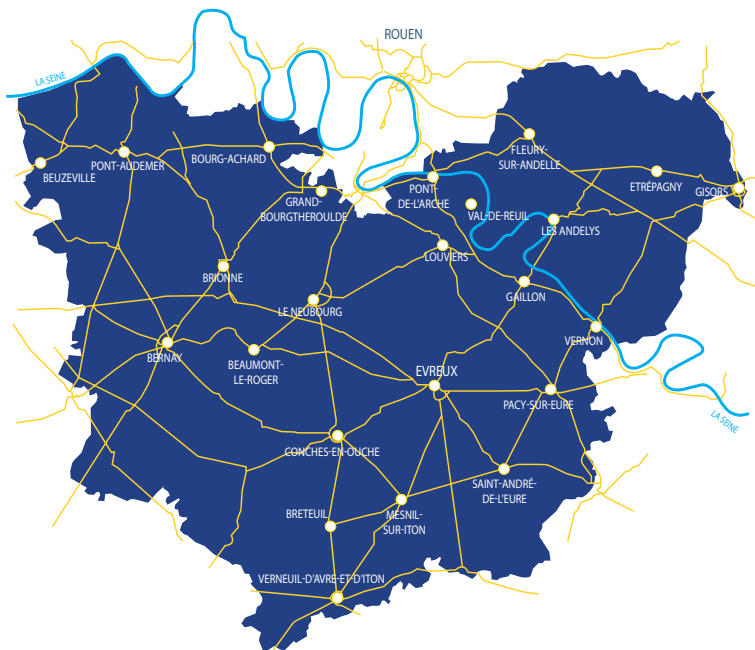 ROUEN
LA SEINE
BEUZEVILLE
PONT-AUDEMER
BOURG-ACHARD
FLEURY-
SUR-ANDELLE
GRAND-
BOURGTHEROULDE
PONT-
DE-L'ARCHE
VAL-DE-REUIL
ETRÉPAGNY
GISORS
LES ANDELYS
LOUVIERS
BRIONNE
LE NEUBOURG
GAILLON
BERNAY
BEAUMONT-
LE-ROGER
EVREUX
VERNON
PACY-SUR-EURE
LA SEINE
CONCHES-EN-OUCHE
SAINT-ANDRÉ-
DE-L'EURE
BRETEUIL
MESNIL-
SUR-ITON
VERNEUIL-D'AVRE-ET-D'ITON